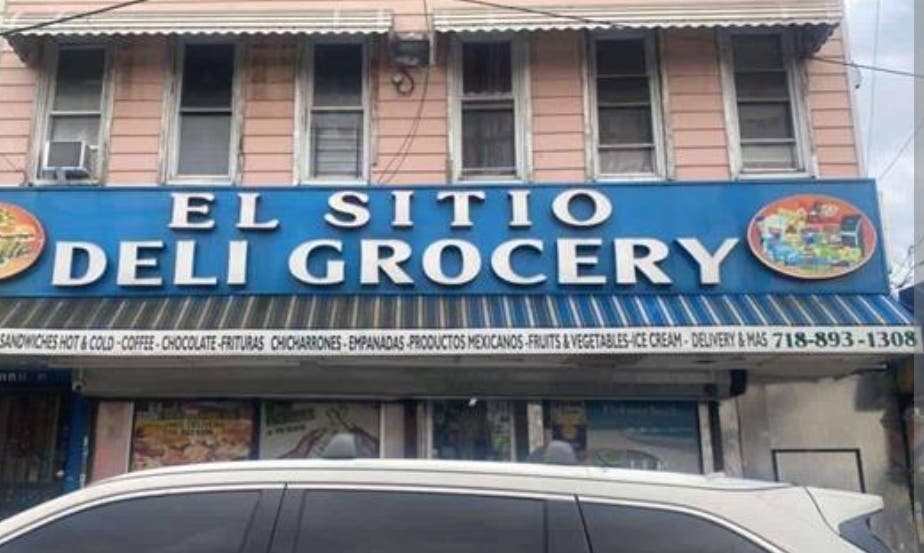 EL SITIO
DELI GROCERY
SANDWICHES HOT & COLD - COFFEE - CHOCOLATE - FRITURAS CHICHARRONES - EMPANADAS - PRODUCTOS MEXICANOS - FRUITS & VEGETABLES - ICE CREAM - DELIVERY & MAS 718-893-1308